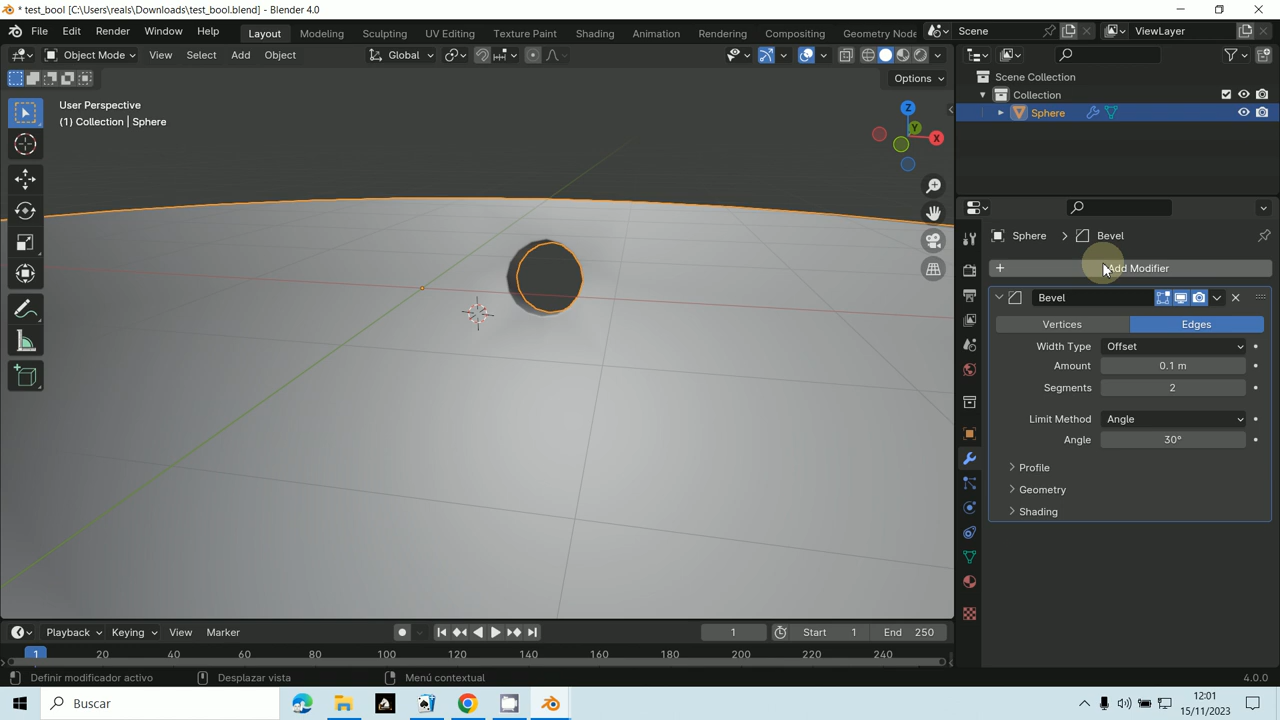 * test_bool [C:\Users\reals\Downloads\test_bool.blend] - Blender 4.0
File Edit Render Window Help
Layout Modeling Sculpting UV Editing Texture Paint Shading Animation Rendering Compositing Geometry Node
Scene ViewLayer
Object Mode View Select Add Object Global
Options
User Perspective
(1) Collection | Sphere
Z
Y
X
Scene Collection
Collection
Sphere
Sphere Bevel
Add Modifier
Bevel
Vertices Edges
Width Type Offset
Amount 0.1 m
Segments 2
Limit Method Angle
Angle 30°
Profile
Geometry
Shading
Playback Keying View Marker 1 Start 1 End 250
1 20 40 60 80 100 120 140 160 180 200 220 240
Definir modificador activo Desplazar vista Menú contextual 4.0.0
Buscar
12:01
15/11/2023